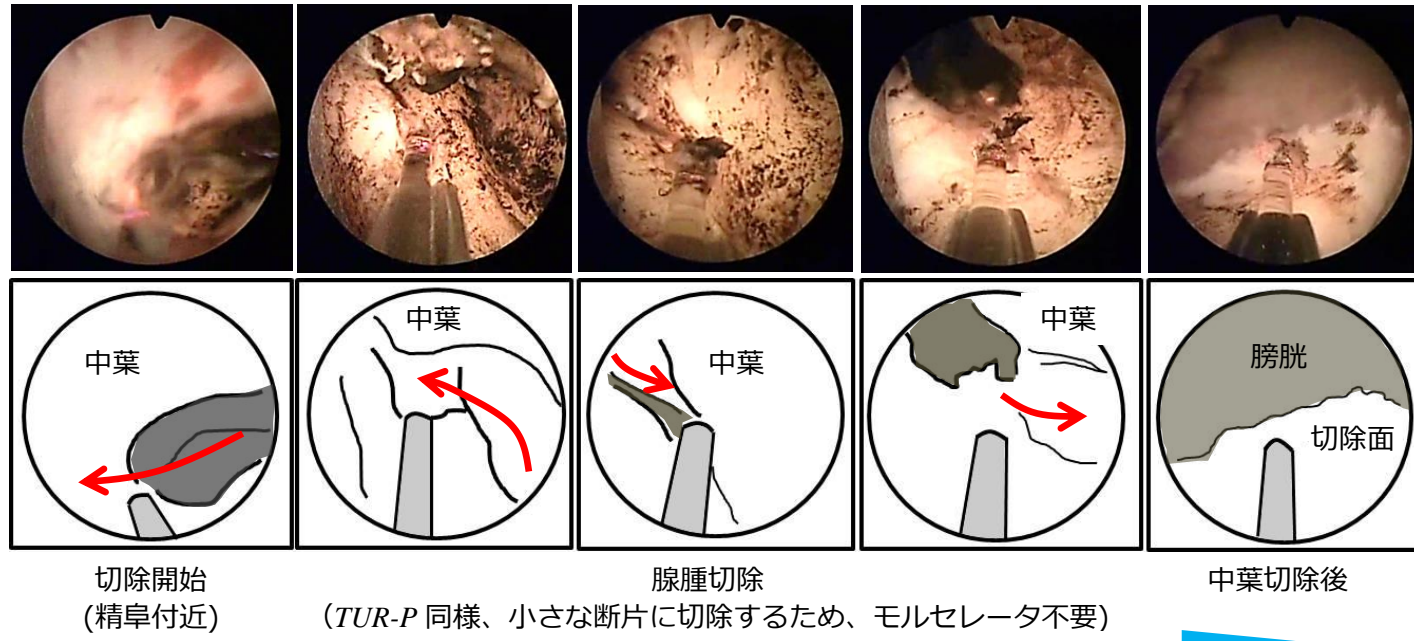 中葉
中葉
中葉
中葉
膀胱
切除面
切除開始
(精阜付近)
腺腫切除
(TUR-P 同様、小さな断片に切除するため、モルセレータ不要)
中葉切除後